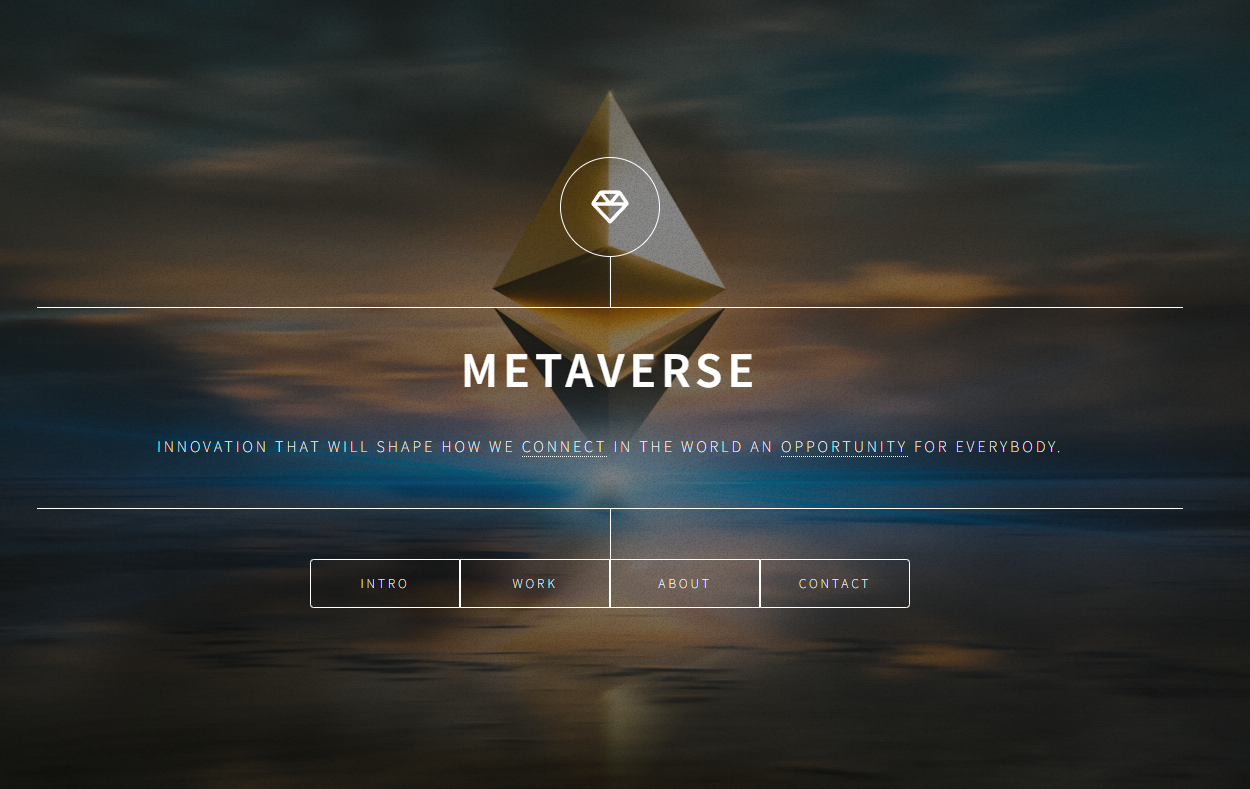 METAVERSE
INNOVATION THAT WILL SHAPE HOW WE CONNECT IN THE WORLD AN OPPORTUNITY FOR EVERYBODY.
INTRO
WORK
ABOUT
CONTACT